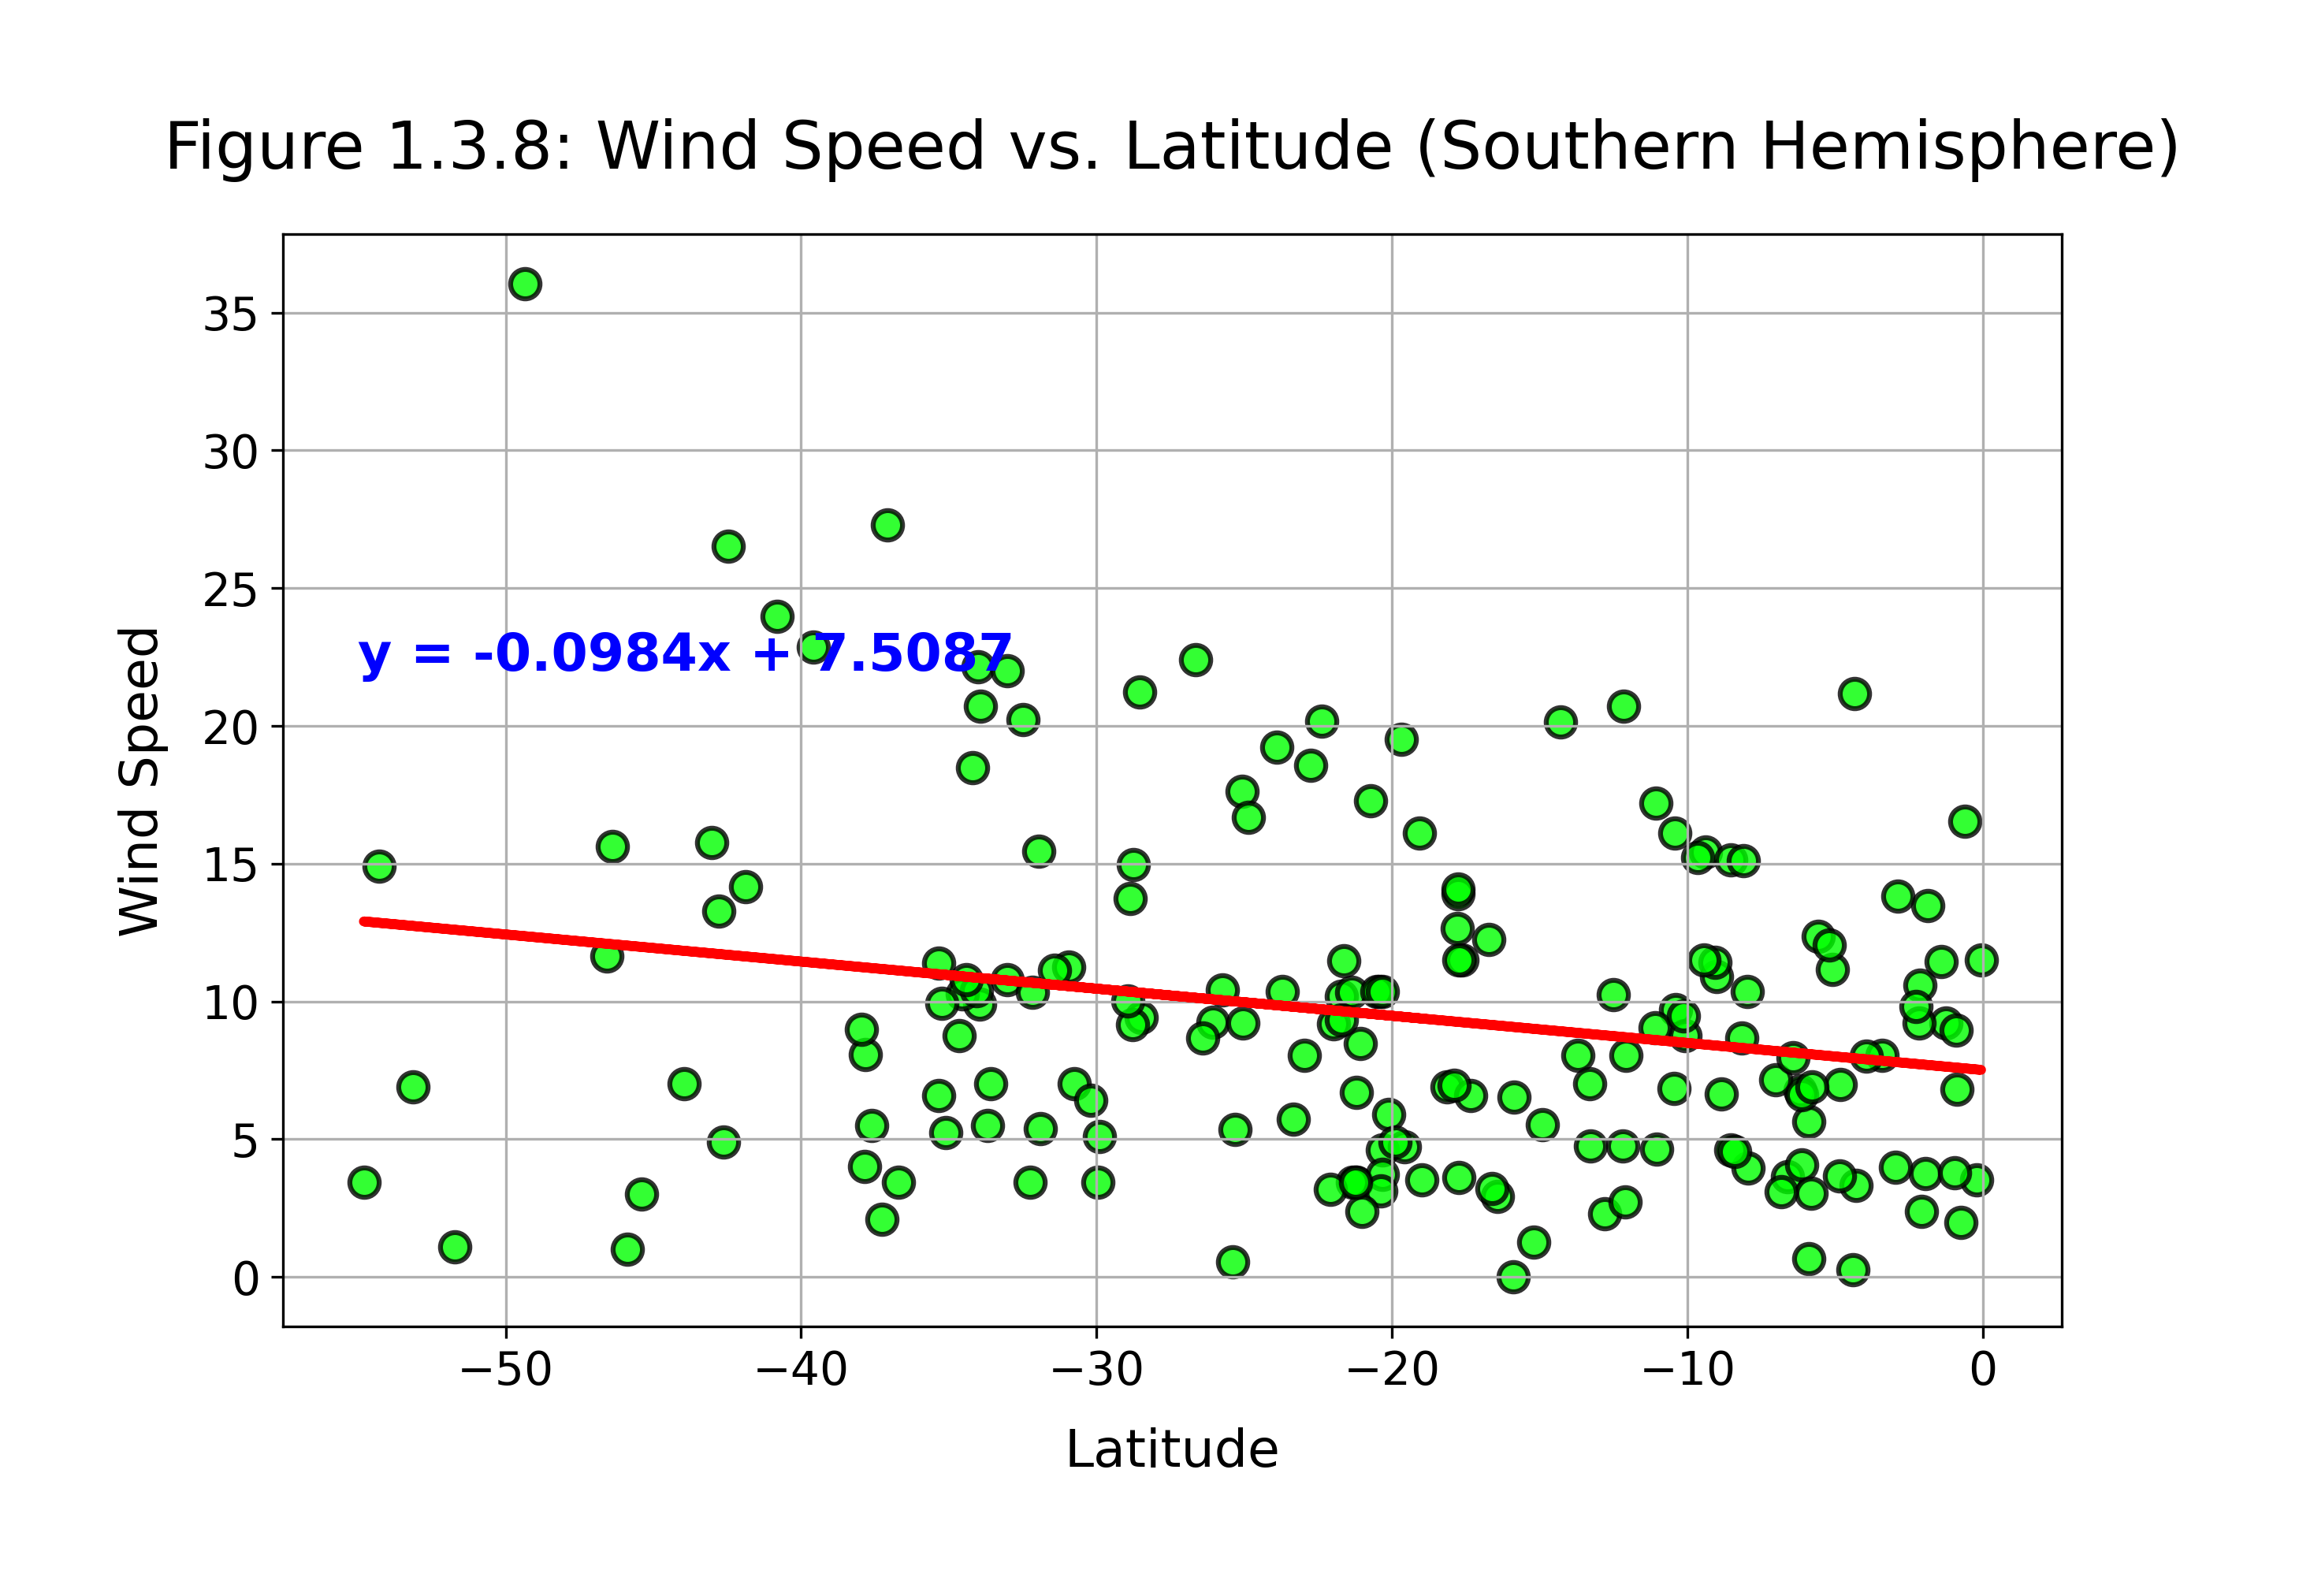 Figure 1.3.8: Wind Speed vs. Latitude (Southern Hemisphere)
35
30
25
20
15
10
5
0
Wind Speed
y = -0.0984x + 7.5087
−50 −40 −30 −20 −10 0
Latitude